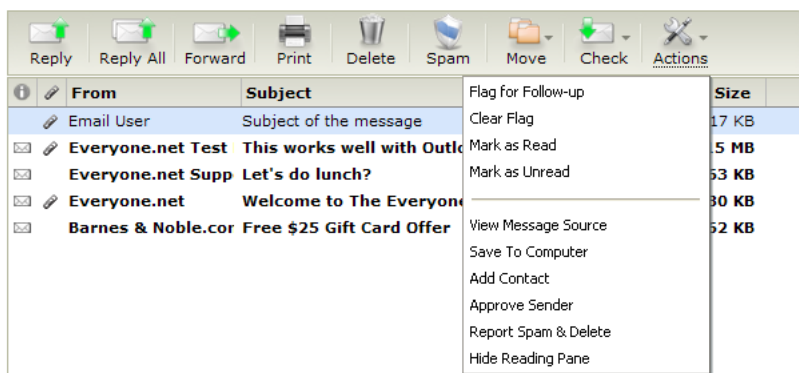 Reply Reply All Forward Print Delete Spam Move Check Actions
From Subject Size
Email User Subject of the message 17 KB
Everyone.net Test This works well with Outlo 5 MB
Everyone.net Supp Let's do lunch? 53 KB
Everyone.net Welcome to The Everyone 30 KB
Barnes & Noble.cor Free $25 Gift Card Offer 52 KB
Flag for Follow-up
Clear Flag
Mark as Read
Mark as Unread
View Message Source
Save To Computer
Add Contact
Approve Sender
Report Spam & Delete
Hide Reading Pane